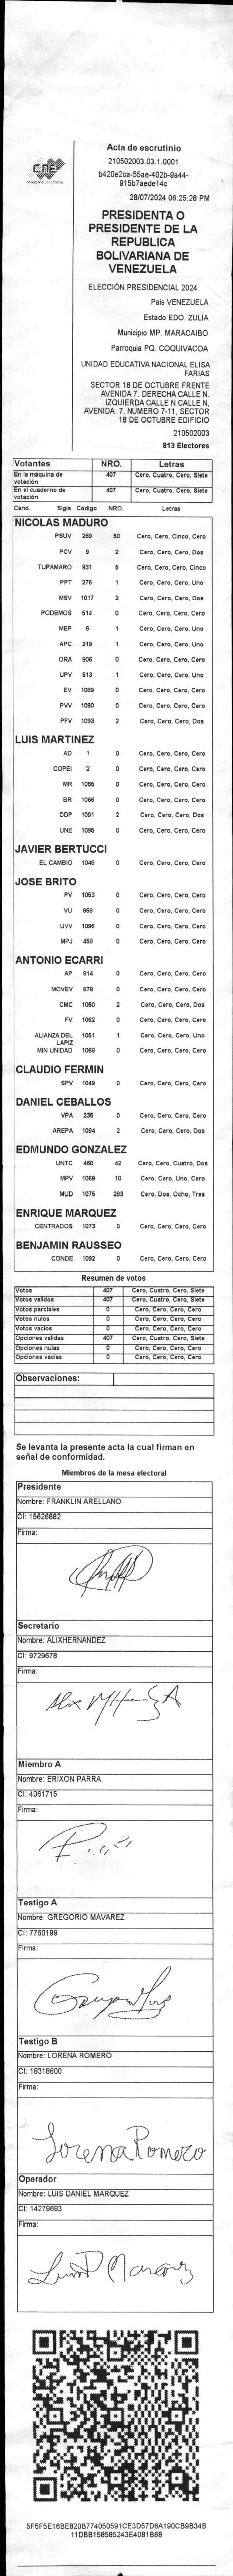 CNE
Acta de escrutinio
210502003.03.1.0001
b420e2ca-55ae-402b-9a44-
915b7aede14c
28/07/2024 06:25:28 PM
PRESIDENTA O
PRESIDENTE DE LA
REPUBLICA
BOLIVARIANA DE
VENEZUELA
ELECCIÓN PRESIDENCIAL 2024
Pais VENEZUELA
Estado EDO. ZULIA
Municipio MP. MARACAIBO
Parroquia PQ. COQUIVACOA
UNIDAD EDUCATIVA NACIONAL ELISA
FARIAS
SECTOR 18 DE OCTUBRE FRENTE
AVENIDA 7. DERECHA CALLE N.
IZQUIERDA CALLE N CALLE N,
AVENIDA. 7, NUMERO 7-11, SECTOR
18 DE OCTUBRE EDIFICIO
210502003
813 Electores
Votantes NRO. Letras
En la máquina de votación 407 Cero, Cuatro, Cero, Siete
En el cuaderno de votación 407 Cero, Cuatro, Cero, Siete
Cand. Sigla Código NRO. Letras
NICOLAS MADURO
PSUV 269 50 Cero, Cero, Cinco, Cero
PCV 9 2 Cero, Cero, Cero, Dos
TUPAMARO 931 5 Cero, Cero, Cero, Cinco
PPT 276 1 Cero, Cero, Cero, Uno
MSV 1017 2 Cero, Cero, Cero, Dos
PODEMOS 514 0 Cero, Cero, Cero, Cero
MEP 6 1 Cero, Cero, Cero, Uno
APC 219 1 Cero, Cero, Cero, Uno
ORA 906 0 Cero, Cero, Cero, Cero
UPV 513 1 Cero, Cero, Cero, Uno
EV 1089 0 Cero, Cero, Cero, Cero
PVV 1090 0 Cero, Cero, Cero, Cero
PFV 1093 2 Cero, Cero, Cero, Dos
LUIS MARTINEZ
AD 1 0 Cero, Cero, Cero, Cero
COPEI 2 0 Cero, Cero, Cero, Cero
MR 1065 0 Cero, Cero, Cero, Cero
BR 1066 0 Cero, Cero, Cero, Cero
DDP 1091 2 Cero, Cero, Cero, Dos
UNE 1095 0 Cero, Cero, Cero, Cero
JAVIER BERTUCCI
EL CAMBIO 1048 0 Cero, Cero, Cero, Cero
JOSE BRITO
PV 1053 0 Cero, Cero, Cero, Cero
VU 868 0 Cero, Cero, Cero, Cero
UVV 1096 0 Cero, Cero, Cero, Cero
MPJ 458 0 Cero, Cero, Cero, Cero
ANTONIO ECARRI
AP 814 0 Cero, Cero, Cero, Cero
MOVEV 978 0 Cero, Cero, Cero, Cero
CMC 1050 2 Cero, Cero, Cero, Dos
FV 1062 0 Cero, Cero, Cero, Cero
ALIANZA DEL LAPIZ 1051 1 Cero, Cero, Cero, Uno
MIN UNIDAD 1068 0 Cero, Cero, Cero, Cero
CLAUDIO FERMIN
SPV 1049 0 Cero, Cero, Cero, Cero
DANIEL CEBALLOS
VPA 236 0 Cero, Cero, Cero, Cero
AREPA 1094 2 Cero, Cero, Cero, Dos
EDMUNDO GONZALEZ
UNTC 460 42 Cero, Cero, Cuatro, Dos
MPV 1069 10 Cero, Cero, Uno, Cero
MUD 1075 283 Cero, Dos, Ocho, Tres
ENRIQUE MARQUEZ
CENTRADOS 1073 0 Cero, Cero, Cero, Cero
BENJAMIN RAUSSEO
CONDE 1092 0 Cero, Cero, Cero, Cero
Resumen de votos
Votos 407 Cero, Cuatro, Cero, Siete
Votos validos 407 Cero, Cuatro, Cero, Siete
Votos parciales 0 Cero, Cero, Cero, Cero
Votos nulos 0 Cero, Cero, Cero, Cero
Votos vacios 0 Cero, Cero, Cero, Cero
Opciones validas 407 Cero, Cuatro, Cero, Siete
Opciones nulas 0 Cero, Cero, Cero, Cero
Opciones vacias 0 Cero, Cero, Cero, Cero
Observaciones:
Se levanta la presente acta la cual firman en
señal de conformidad.
Miembros de la mesa electoral
Presidente
Nombre: FRANKLIN ARELLANO
CI: 15626882
Firma:
Secretario
Nombre: ALIXHERNANDEZ
CI: 9729678
Firma:
Miembro A
Nombre: ERIXON PARRA
CI: 4061715
Firma:
Testigo A
Nombre: GREGORIO MAVAREZ
CI: 7760199
Firma:
Testigo B
Nombre: LORENA ROMERO
CI: 18318600
Firma:
Lorena Romero
Operador
Nombre: LUIS DANIEL MARQUEZ
CI: 14279693
Firma:
5F5F5E16BE820B774050591CE3D57D6A190CB9B34B
11DBB158585243E4081B68